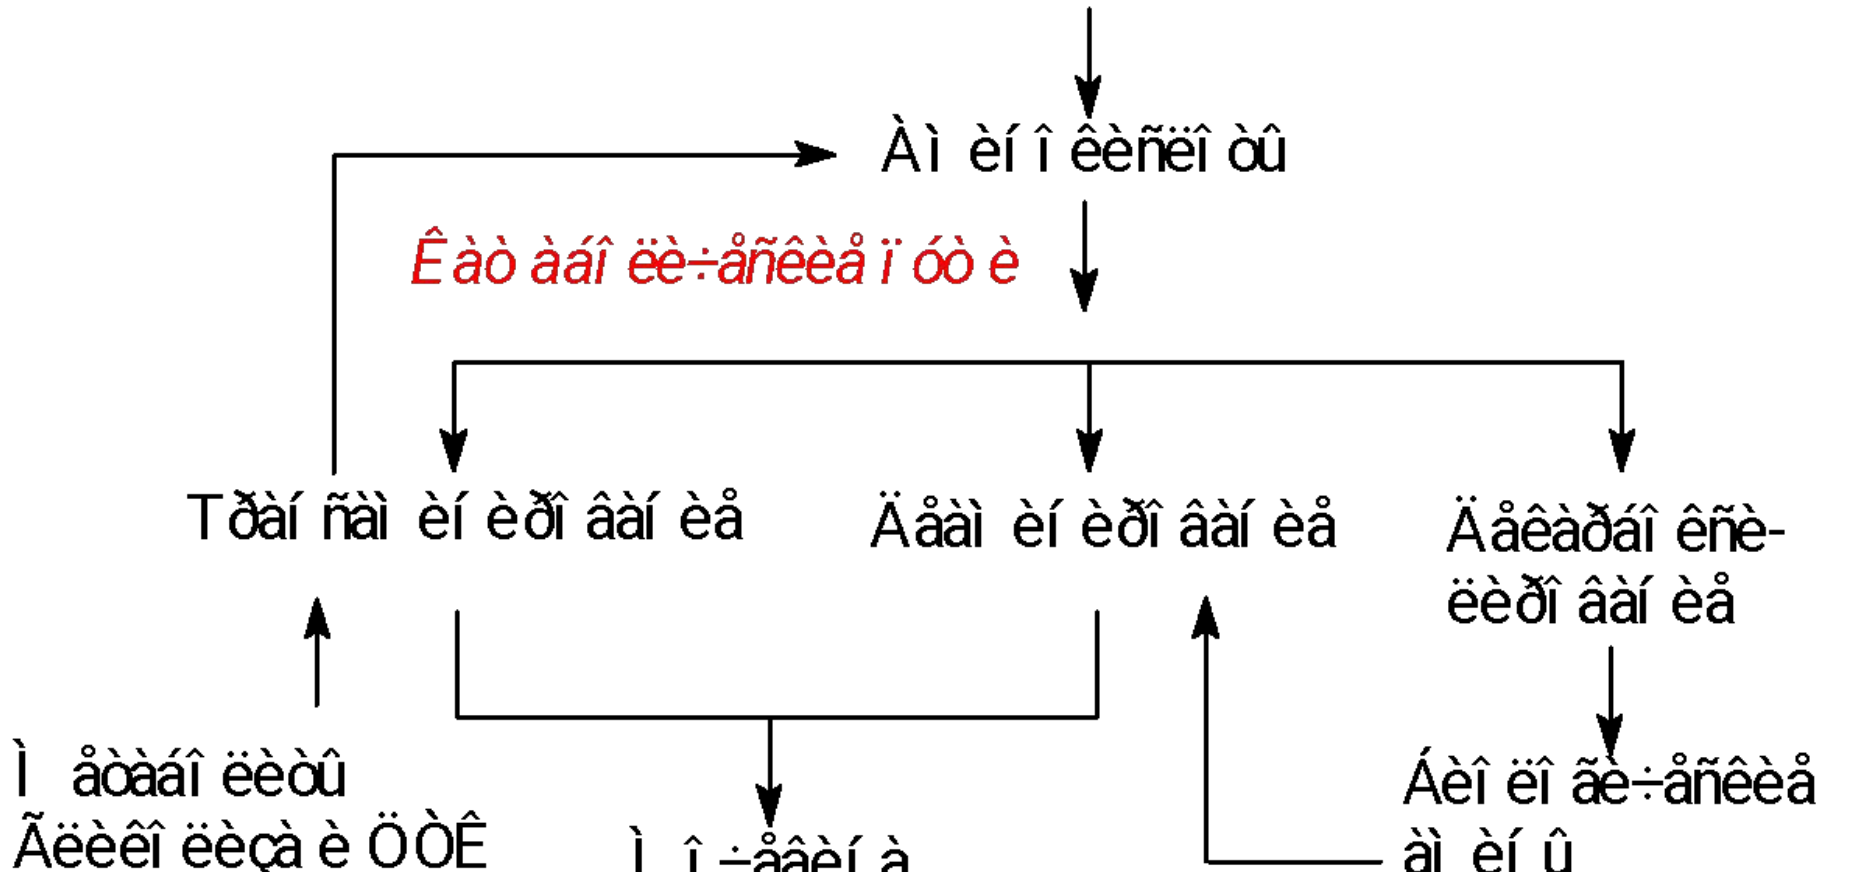 Àì èí î êèñëî òû
Êàò àáî ëè÷åñêèå ï óò è
Tðàí ñàì èí èðî âàí èå
Äåàì èí èðî âàí èå
Äåêàðáî êñè-
ëèðî âàí èå
Ì åòàáî ëèòû
Ãëèêî ëèçà è ÖÒÊ
Ì î ÷åâèí à
Áèî ëî ãè÷åñêèå
àì èí û